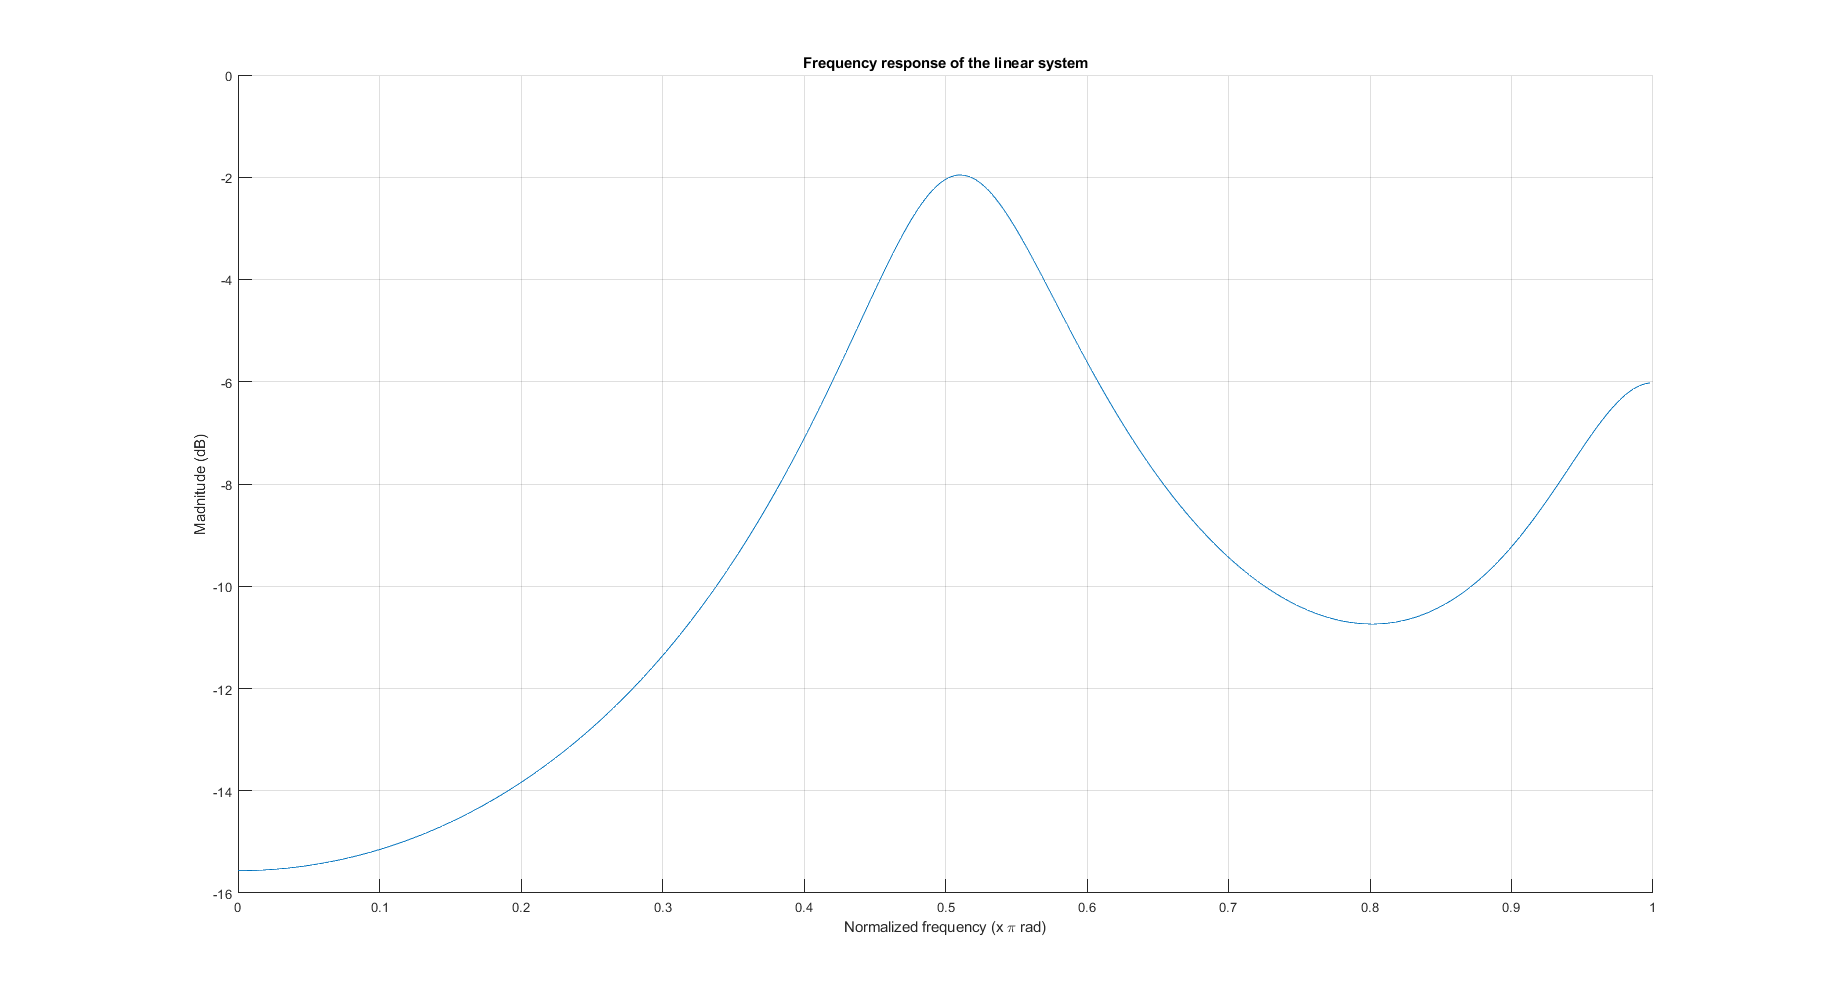 Frequency response of the linear system
0
-2
-4
-6
-8
-10
-12
-14
-16
Madnitude (dB)
0 0.1 0.2 0.3 0.4 0.5 0.6 0.7 0.8 0.9 1
Normalized frequency (x π rad)